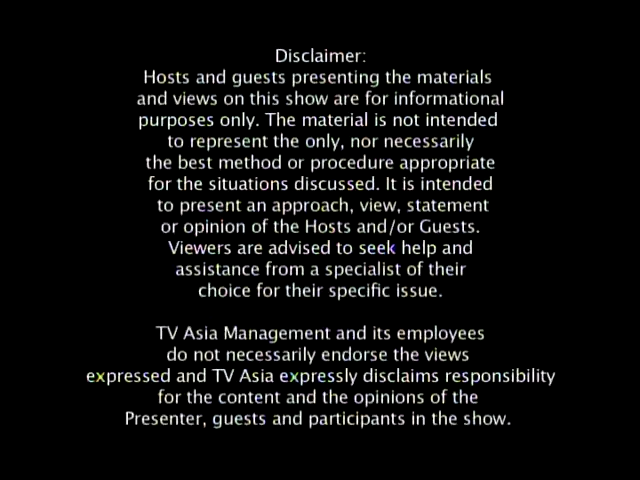 Disclaimer:
Hosts and guests presenting the materials
and views on this show are for informational
purposes only. The material is not intended
to represent the only, nor necessarily
the best method or procedure appropriate
for the situations discussed. It is intended
to present an approach, view, statement
or opinion of the Hosts and/or Guests.
Viewers are advised to seek help and
assistance from a specialist of their
choice for their specific issue.
TV Asia Management and its employees
do not necessarily endorse the views
expressed and TV Asia expressly disclaims responsibility
for the content and the opinions of the
Presenter, guests and participants in the show.